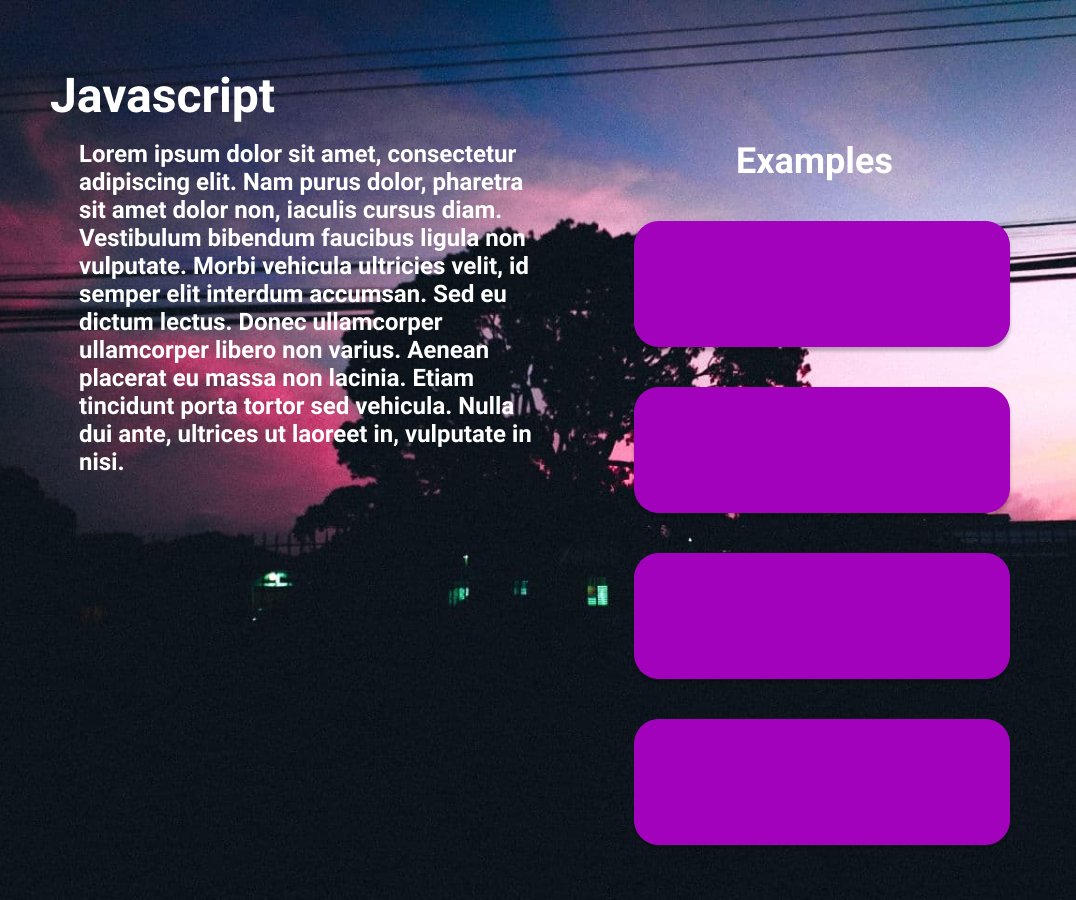 Javascript
Lorem ipsum dolor sit amet, consectetur
adipiscing elit. Nam purus dolor, pharetra
sit amet dolor non, iaculis cursus diam.
Vestibulum bibendum faucibus ligula non
vulputate. Morbi vehicula ultricies velit, id
semper elit interdum accumsan. Sed eu
dictum lectus. Donec ullamcorper
ullamcorper libero non varius. Aenean
placerat eu massa non lacinia. Etiam
tincidunt porta tortor sed vehicula. Nulla
dui ante, ultrices ut laoreet in, vulputate in
nisi.
Examples